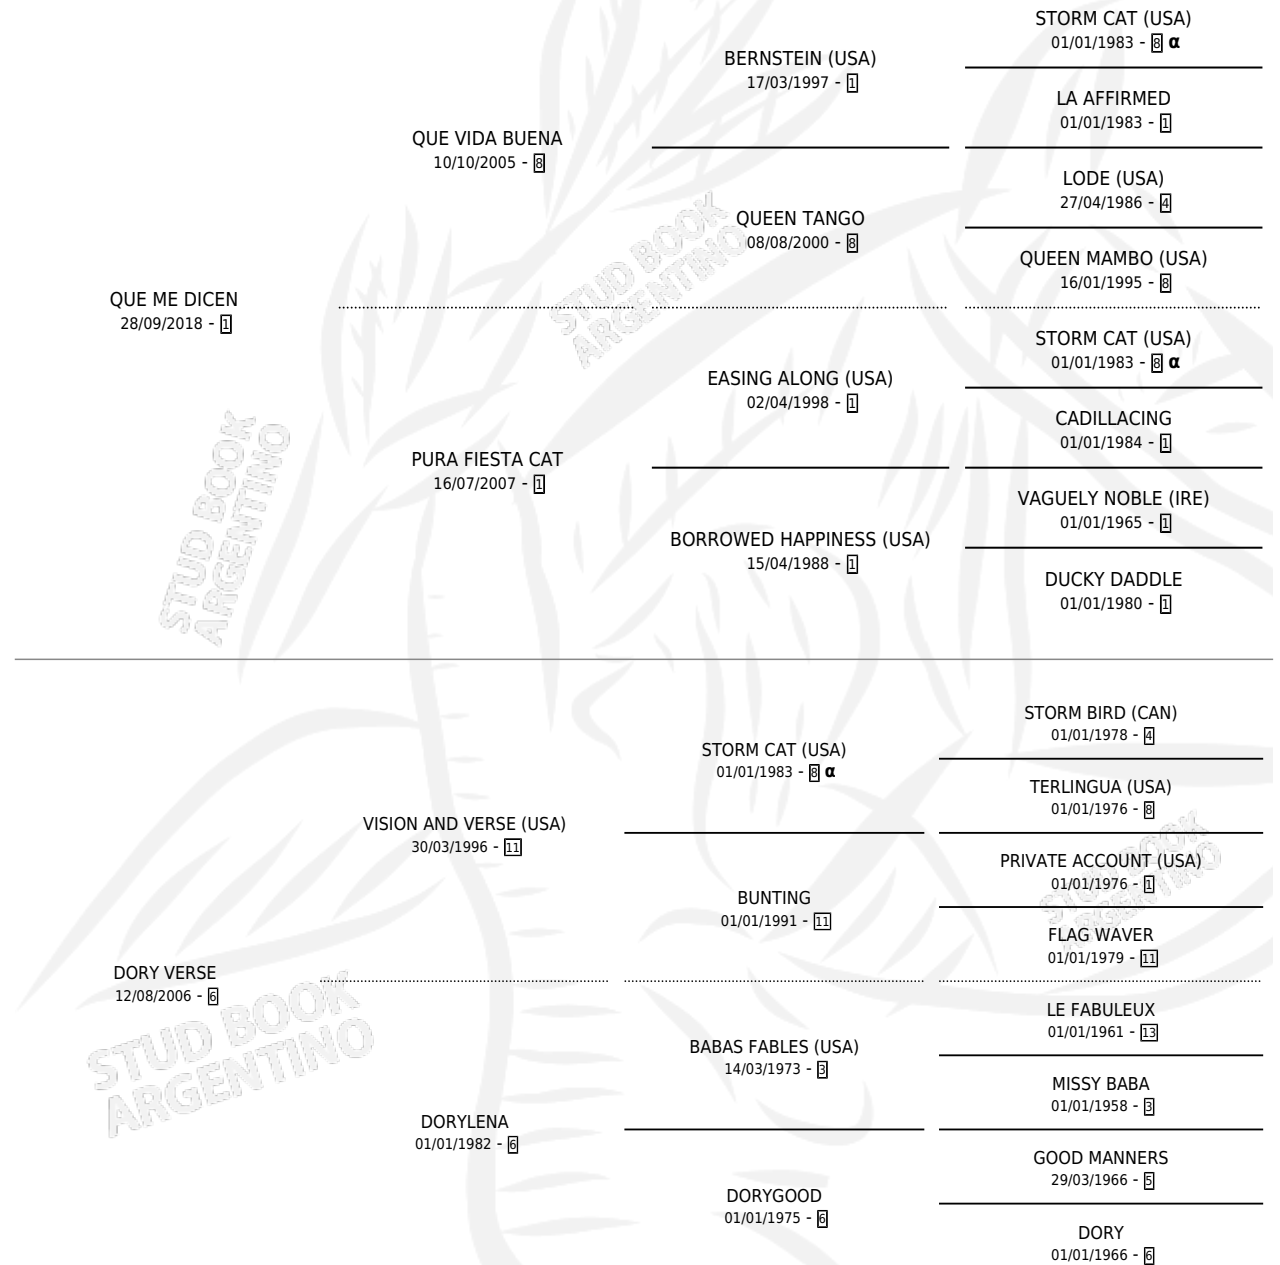 STORM CAT (USA)
01/01/1983 - 8 α
BERNSTEIN (USA)
17/03/1997 - 1
LA AFFIRMED
01/01/1983 - 1
QUE VIDA BUENA
10/10/2005 - 8
LODE (USA)
27/04/1986 - 4
QUEEN TANGO
08/08/2000 - 8
QUEEN MAMBO (USA)
16/01/1995 - 8
QUE ME DICEN
28/09/2018 - 1
STORM CAT (USA)
01/01/1983 - 8 α
EASING ALONG (USA)
02/04/1998 - 1
CADILLACING
01/01/1984 - 1
PURA FIESTA CAT
16/07/2007 - 1
VAGUELY NOBLE (IRE)
01/01/1965 - 1
BORROWED HAPPINESS (USA)
15/04/1988 - 1
DUCKY DADDLE
01/01/1980 - 1
STORM BIRD (CAN)
01/01/1978 - 4
STORM CAT (USA)
01/01/1983 - 8 α
TERLINGUA (USA)
01/01/1976 - 8
VISION AND VERSE (USA)
30/03/1996 - 11
PRIVATE ACCOUNT (USA)
01/01/1976 - 1
BUNTING
01/01/1991 - 11
FLAG WAVER
01/01/1979 - 11
DORY VERSE
12/08/2006 - 6
LE FABULEUX
01/01/1961 - 13
BABAS FABLES (USA)
14/03/1973 - 3
MISSY BABA
01/01/1958 - 3
DORYLENA
01/01/1982 - 6
GOOD MANNERS
29/03/1966 - 5
DORYGOOD
01/01/1975 - 6
DORY
01/01/1966 - 6
STUD BOOK
ARGENTINO
STUD BOOK
ARGENTINO
STUD BOOK
ARGENTINO
STUD BOOK
ARGENTINO